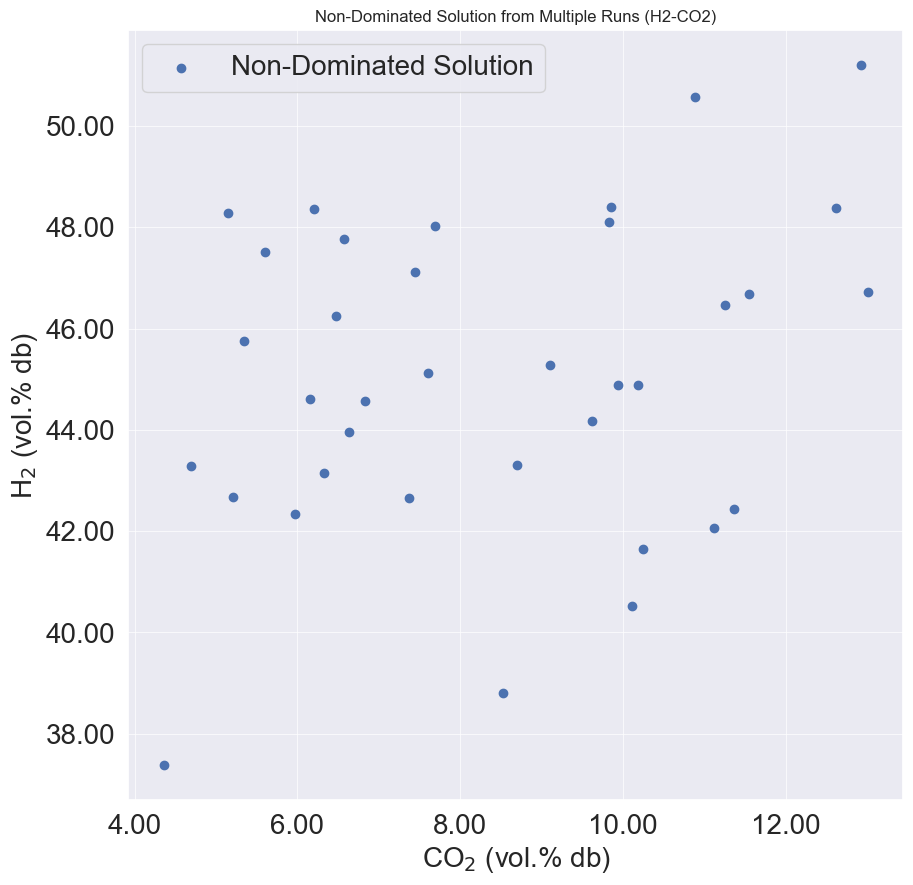 Non-Dominated Solution from Multiple Runs (H2-CO2)
Non-Dominated Solution
50.00
48.00
46.00
44.00
42.00
40.00
38.00
H₂ (vol.% db)
4.00 6.00 8.00 10.00 12.00
CO₂ (vol.% db)